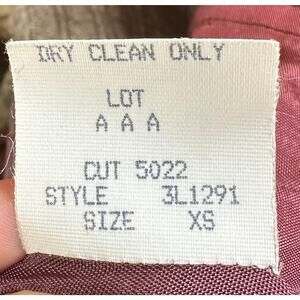 DRY CLEAN ONLY
LOT
A A A
CUT 5022
STYLE 3L1291
SIZE XS